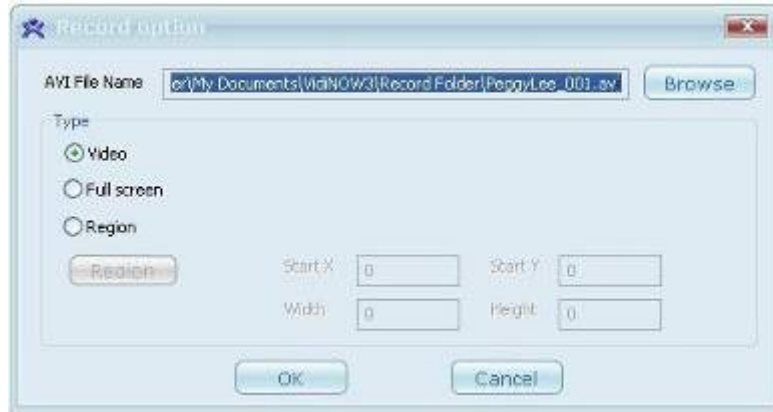 Record option
AVI File Name er\My Documents\VidiNOW3\Record Folder\PeggyLee_001.av Browse
Type
Video
Full screen
Region
Region Start X 0 Start Y 0
Width 0 Height 0
OK Cancel